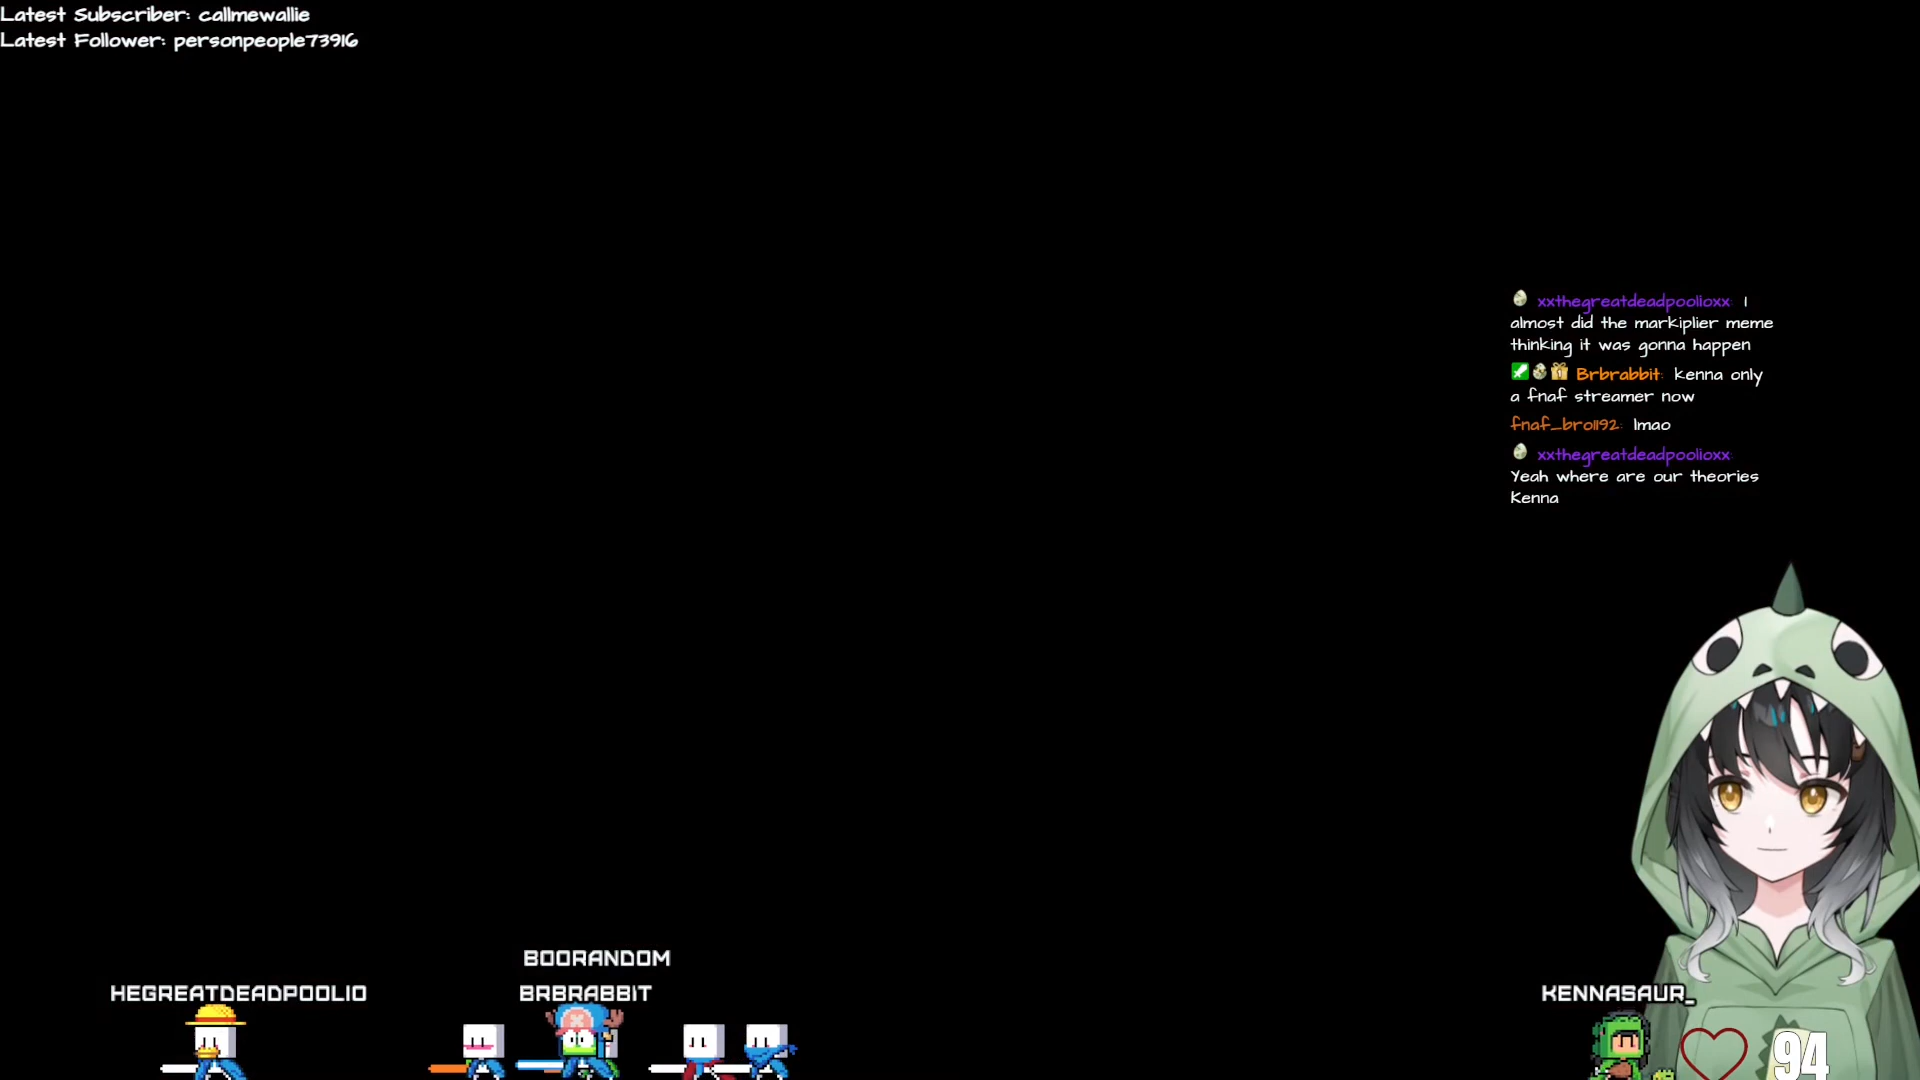 Latest Subscriber: callmewallie
Latest Follower: personpeople73916
xxthegreatdeadpoolioxx: I
almost did the markiplier meme
thinking it was gonna happen
Brbrabbit: kenna only
a fnaf streamer now
fnaf_bro1192: lmao
xxthegreatdeadpoolioxx:
Yeah where are our theories
Kenna
BOORANDOM
HEGREATDEADPOOLIO
BRBRABBIT
KENNASAUR_
94